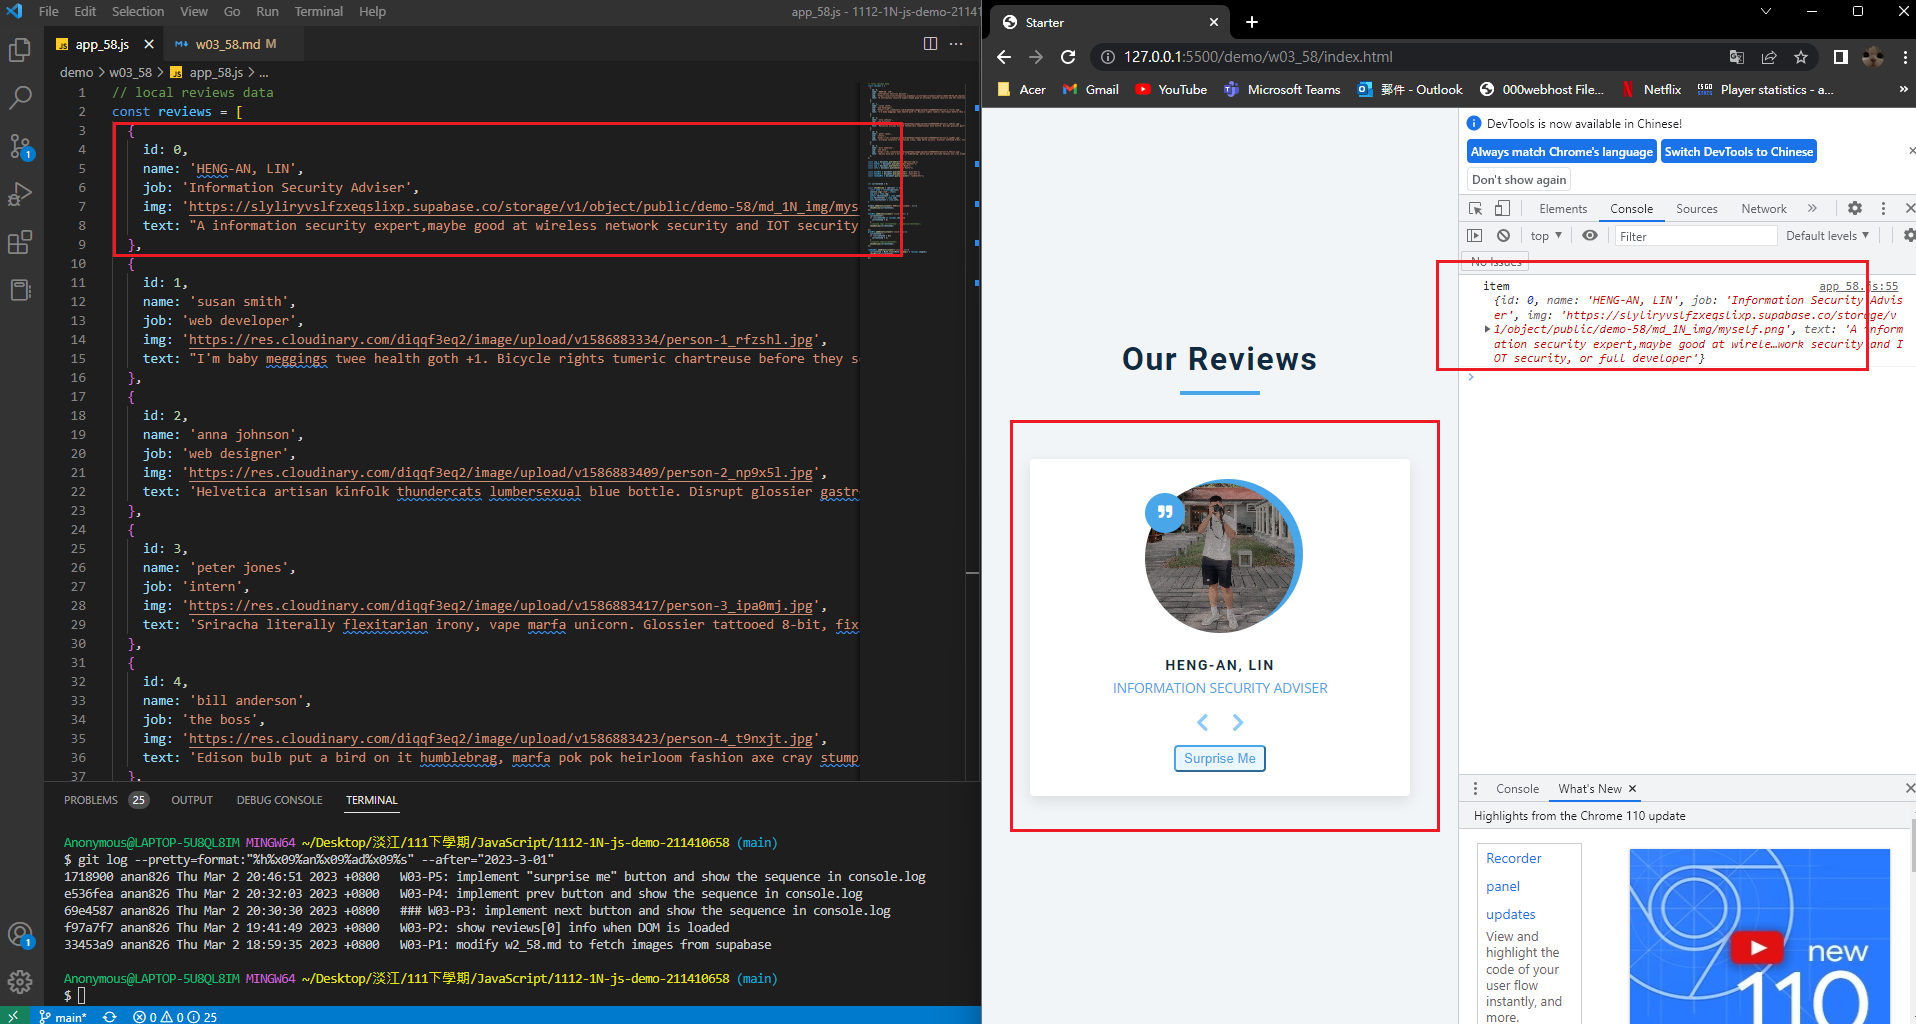 File Edit Selection View Go Run Terminal Help
app_58.js - 1112-1N-js-demo-21141
app_58.js
w03_58.md M
demo > w03_58 > app_58.js > ...
1 // local reviews data
2 const reviews = [
3 {
4 id: 0,
5 name: 'HENG-AN, LIN',
6 job: 'Information Security Adviser',
7 img: 'https://slyliryvslfzxeqslixp.supabase.co/storage/v1/object/public/demo-58/md_1N_img/mys
8 text: "A information security expert,maybe good at wireless network security and IOT security
9 },
10 {
11 id: 1,
12 name: 'susan smith',
13 job: 'web developer',
14 img: 'https://res.cloudinary.com/diqqf3eq2/image/upload/v1586883334/person-1_rfzshl.jpg',
15 text: "I'm baby meggings twee health goth +1. Bicycle rights tumeric chartreuse before they s
16 },
17 {
18 id: 2,
19 name: 'anna johnson',
20 job: 'web designer',
21 img: 'https://res.cloudinary.com/diqqf3eq2/image/upload/v1586883409/person-2_np9x5l.jpg',
22 text: 'Helvetica artisan kinfolk thundercats lumbersexual blue bottle. Disrupt glossier gastr
23 },
24 {
25 id: 3,
26 name: 'peter jones',
27 job: 'intern',
28 img: 'https://res.cloudinary.com/diqqf3eq2/image/upload/v1586883417/person-3_ipa0mj.jpg',
29 text: 'Sriracha literally flexitarian irony, vape marfa unicorn. Glossier tattooed 8-bit, fix
30 },
31 {
32 id: 4,
33 name: 'bill anderson',
34 job: 'the boss',
35 img: 'https://res.cloudinary.com/diqqf3eq2/image/upload/v1586883423/person-4_t9nxjt.jpg',
36 text: 'Edison bulb put a bird on it humblebrag, marfa pok pok heirloom fashion axe cray stump
37 },
PROBLEMS 25 OUTPUT DEBUG CONSOLE TERMINAL
Anonymous@LAPTOP-5U8QL8IM MINGW64 ~/Desktop/淡江/111下學期/JavaScript/1112-1N-js-demo-211410658 (main)
$ git log --pretty=format:"%h%x09%an%x09%ad%x09%s" --after="2023-3-01"
1718900 anan826 Thu Mar 2 20:46:51 2023 +0800 W03-P5: implement "surprise me" button and show the sequence in console.log
e536fea anan826 Thu Mar 2 20:32:03 2023 +0800 W03-P4: implement prev button and show the sequence in console.log
69e4587 anan826 Thu Mar 2 20:30:30 2023 +0800 ### W03-P3: implement next button and show the sequence in console.log
f97a7f7 anan826 Thu Mar 2 19:41:49 2023 +0800 W03-P2: show reviews[0] info when DOM is loaded
33453a9 anan826 Thu Mar 2 18:59:35 2023 +0800 W03-P1: modify w2_58.md to fetch images from supabase
Anonymous@LAPTOP-5U8QL8IM MINGW64 ~/Desktop/淡江/111下學期/JavaScript/1112-1N-js-demo-211410658 (main)
$
main* 0 0 25
Starter
127.0.0.1:5500/demo/w03_58/index.html
Acer Gmail YouTube Microsoft Teams 郵件 - Outlook 000webhost File... Netflix Player statistics - a... »
Our Reviews
HENG-AN, LIN
INFORMATION SECURITY ADVISER
Surprise Me
DevTools is now available in Chinese!
Always match Chrome's language Switch DevTools to Chinese
Don't show again
Elements Console Sources Network »
top Filter Default levels
No Issues
item app_58.js:55
{id: 0, name: 'HENG-AN, LIN', job: 'Information Security Advis
er', img: 'https://slyliryvslfzxeqslixp.supabase.co/storage/v
1/object/public/demo-58/md_1N_img/myself.png', text: 'A inform
ation security expert,maybe good at wirele…work security and I
OT security, or full developer'}
Console What's New
Highlights from the Chrome 110 update
Recorder
panel
updates
View and
highlight the
code of your
user flow
instantly, and
more.
new
110